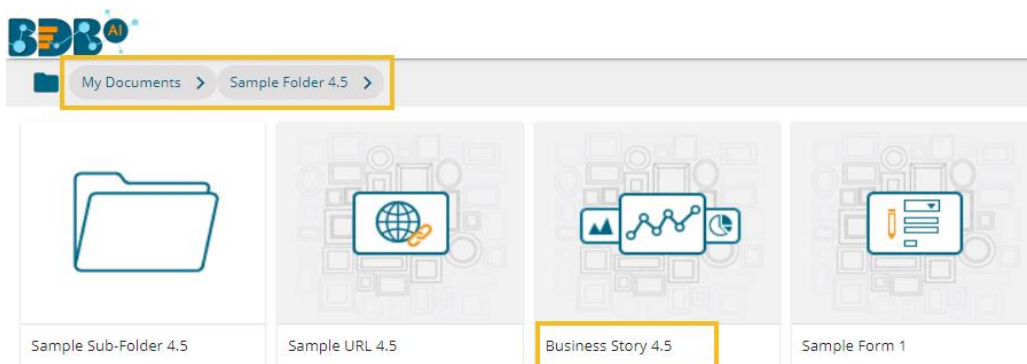 BDB AI
My Documents > Sample Folder 4.5 >
Sample Sub-Folder 4.5 Sample URL 4.5 Business Story 4.5 Sample Form 1